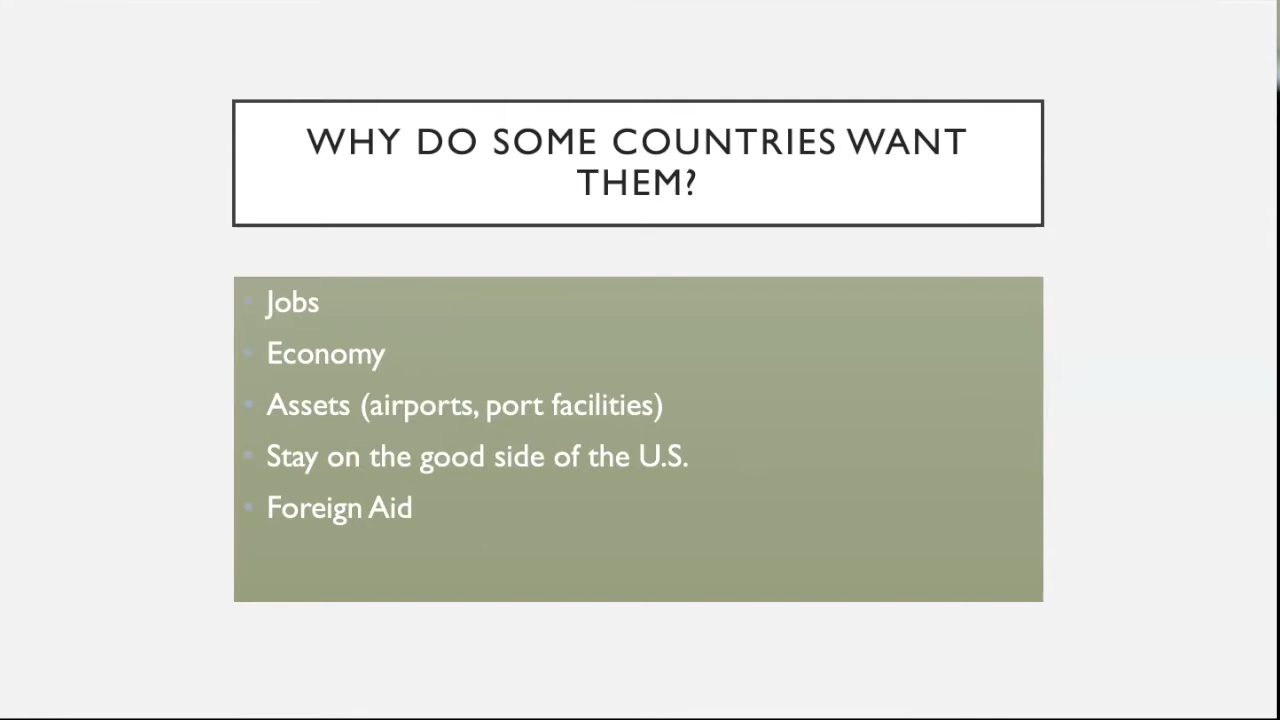 WHY DO SOME COUNTRIES WANT
THEM?
• Jobs
• Economy
• Assets (airports, port facilities)
• Stay on the good side of the U.S.
• Foreign Aid